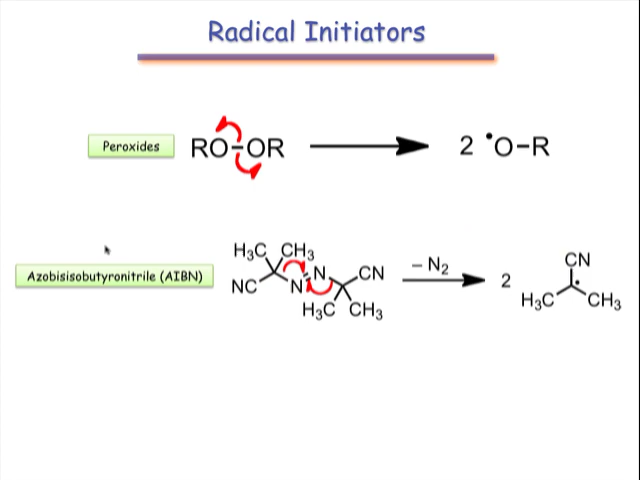 Radical Initiators
Peroxides RO–OR 2 •O–R
H₃C CH₃
NC N N CN
H₃C CH₃
Azobisisobutyronitrile (AIBN)
– N₂
2
CN
H₃C CH₃